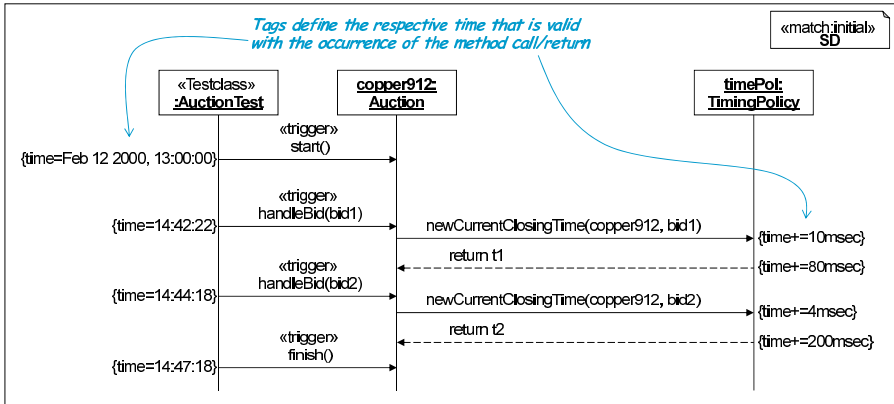 Tags define the respective time that is valid
with the occurrence of the method call/return
«match:initial»
SD
«Testclass»
:AuctionTest
copper912:
Auction
timePol:
TimingPolicy
«trigger»
start()
{time=Feb 12 2000, 13:00:00}
«trigger»
handleBid(bid1)
{time=14:42:22}
newCurrentClosingTime(copper912, bid1)
{time+=10msec}
return t1
{time+=80msec}
«trigger»
handleBid(bid2)
{time=14:44:18}
newCurrentClosingTime(copper912, bid2)
{time+=4msec}
return t2
{time+=200msec}
«trigger»
finish()
{time=14:47:18}